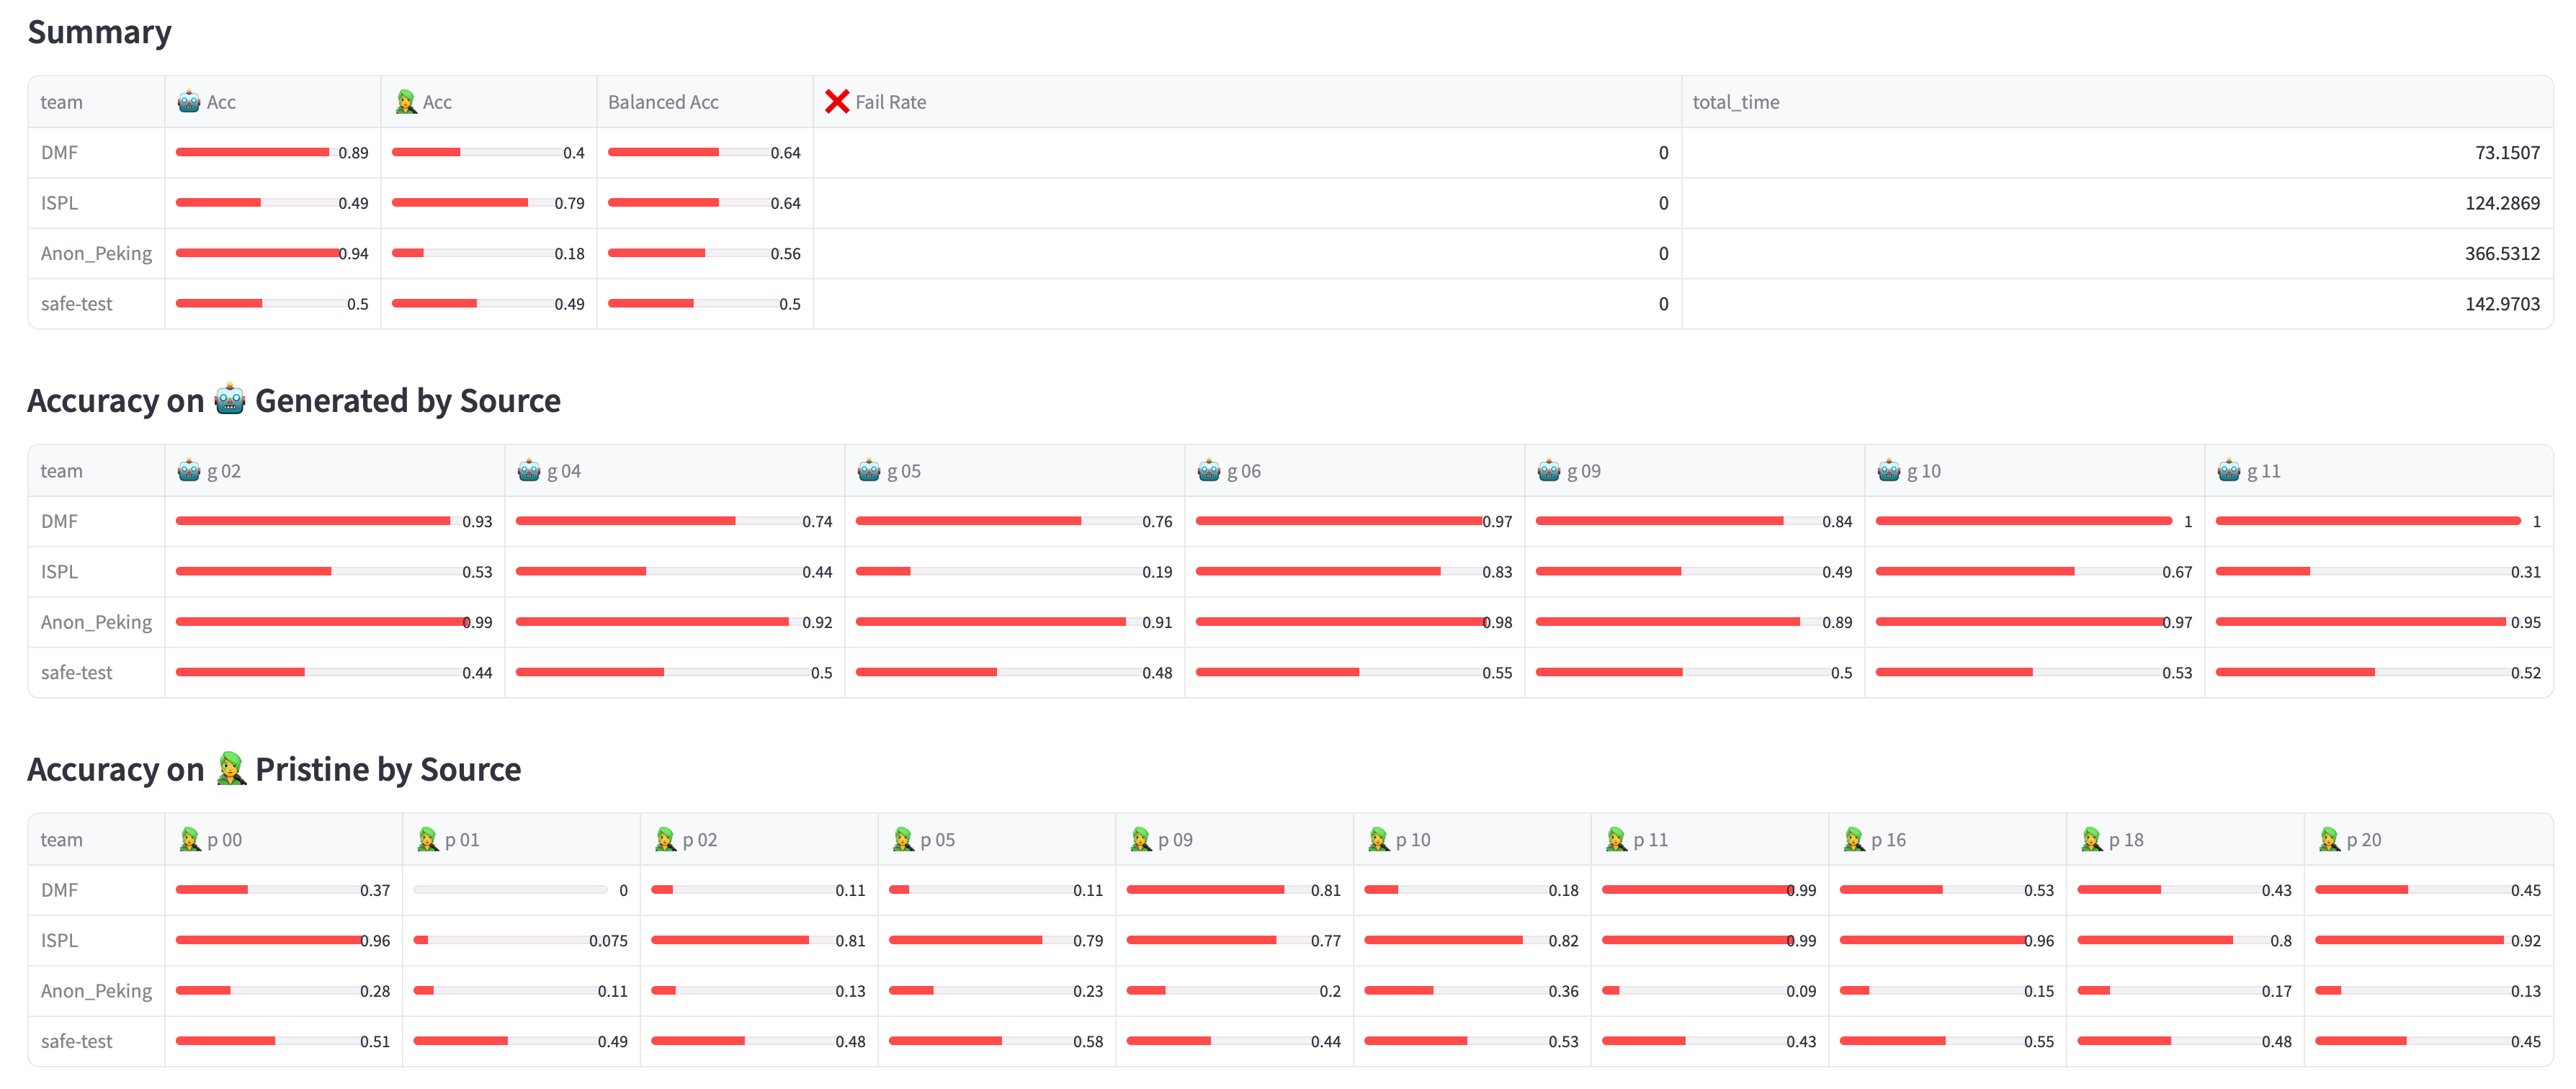 Summary
team 🤖 Acc 🧝 Acc Balanced Acc ❌ Fail Rate total_time
DMF 0.89 0.4 0.64 0 73.1507
ISPL 0.49 0.79 0.64 0 124.2869
Anon_Peking 0.94 0.18 0.56 0 366.5312
safe-test 0.5 0.49 0.5 0 142.9703
Accuracy on 🤖 Generated by Source
team 🤖 g 02 🤖 g 04 🤖 g 05 🤖 g 06 🤖 g 09 🤖 g 10 🤖 g 11
DMF 0.93 0.74 0.76 0.97 0.84 1 1
ISPL 0.53 0.44 0.19 0.83 0.49 0.67 0.31
Anon_Peking 0.99 0.92 0.91 0.98 0.89 0.97 0.95
safe-test 0.44 0.5 0.48 0.55 0.5 0.53 0.52
Accuracy on 🧝 Pristine by Source
team 🧝 p 00 🧝 p 01 🧝 p 02 🧝 p 05 🧝 p 09 🧝 p 10 🧝 p 11 🧝 p 16 🧝 p 18 🧝 p 20
DMF 0.37 0 0.11 0.11 0.81 0.18 0.99 0.53 0.43 0.45
ISPL 0.96 0.075 0.81 0.79 0.77 0.82 0.99 0.96 0.8 0.92
Anon_Peking 0.28 0.11 0.13 0.23 0.2 0.36 0.09 0.15 0.17 0.13
safe-test 0.51 0.49 0.48 0.58 0.44 0.53 0.43 0.55 0.48 0.45